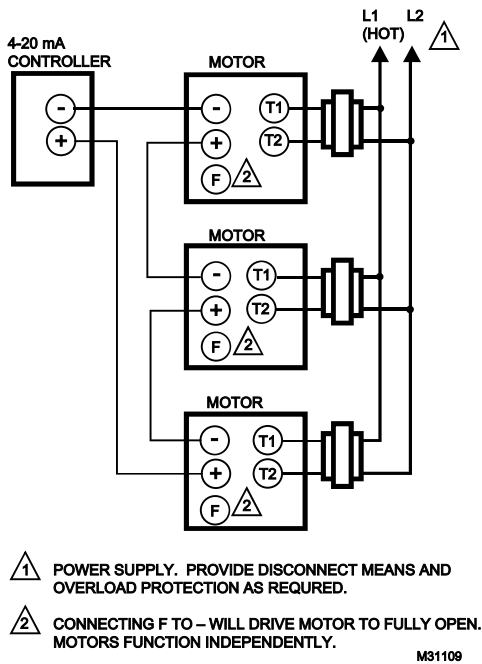 L1 L2
(HOT)
1
4-20 mA
CONTROLLER
MOTOR
-
+
-
+
F
2
T1
T2
MOTOR
-
+
F
2
T1
T2
MOTOR
-
+
F
2
T1
T2
1 POWER SUPPLY. PROVIDE DISCONNECT MEANS AND
OVERLOAD PROTECTION AS REQURED.
2 CONNECTING F TO – WILL DRIVE MOTOR TO FULLY OPEN.
MOTORS FUNCTION INDEPENDENTLY.
M31109